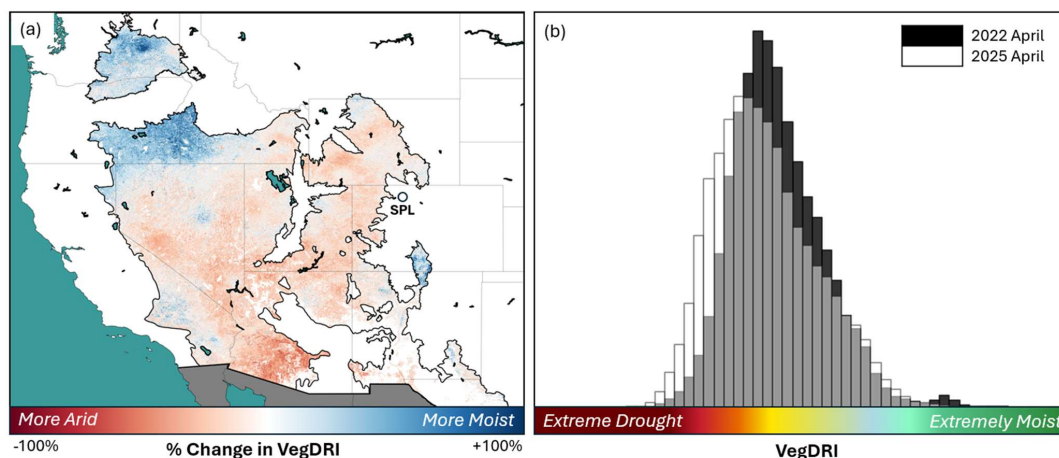 (a)
SPL
More Arid
More Moist
-100%
% Change in VegDRI
+100%
(b)
2022 April
2025 April
Extreme Drought
Extremely Moist
VegDRI